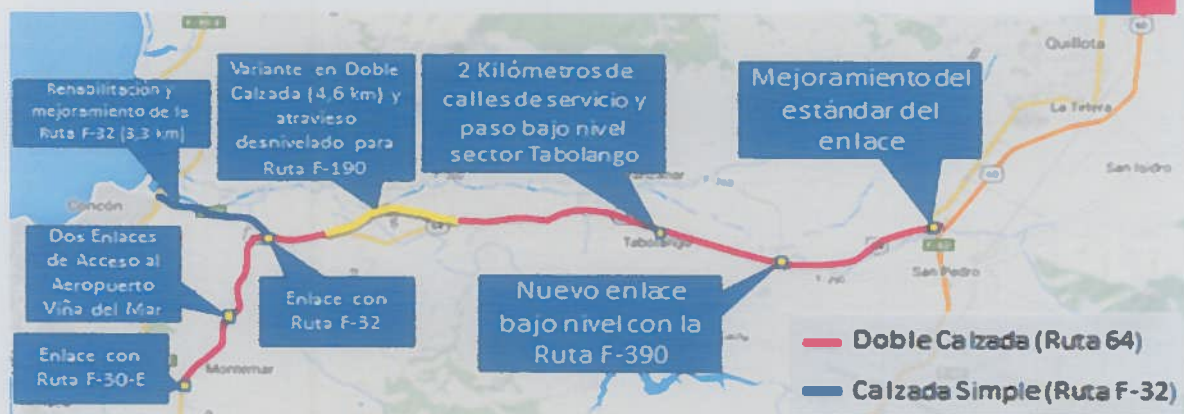 Quillota
60
La Tetera
San Isidro
60
Rehabilitación y
mejoramiento de la
Ruta F-32 (3,3 km)
Variante en Doble
Calzada (4,6 km) y
atravieso
desnivelado para
Ruta F-190
2 Kilómetros de
calles de servicio y
paso bajo nivel
sector Tabolango
Mejoramiento del
estándar del
enlace
Concón
64
Tabolango
F-62
San Pedro
Dos Enlaces
de Acceso al
Aeropuerto
Viña del Mar
Enlace con
Ruta F-32
Nuevo enlace
bajo nivel con la
Ruta F-390
Enlace con
Ruta F-30-E
Montemar
Doble Calzada (Ruta 64)
Calzada Simple (Ruta F-32)